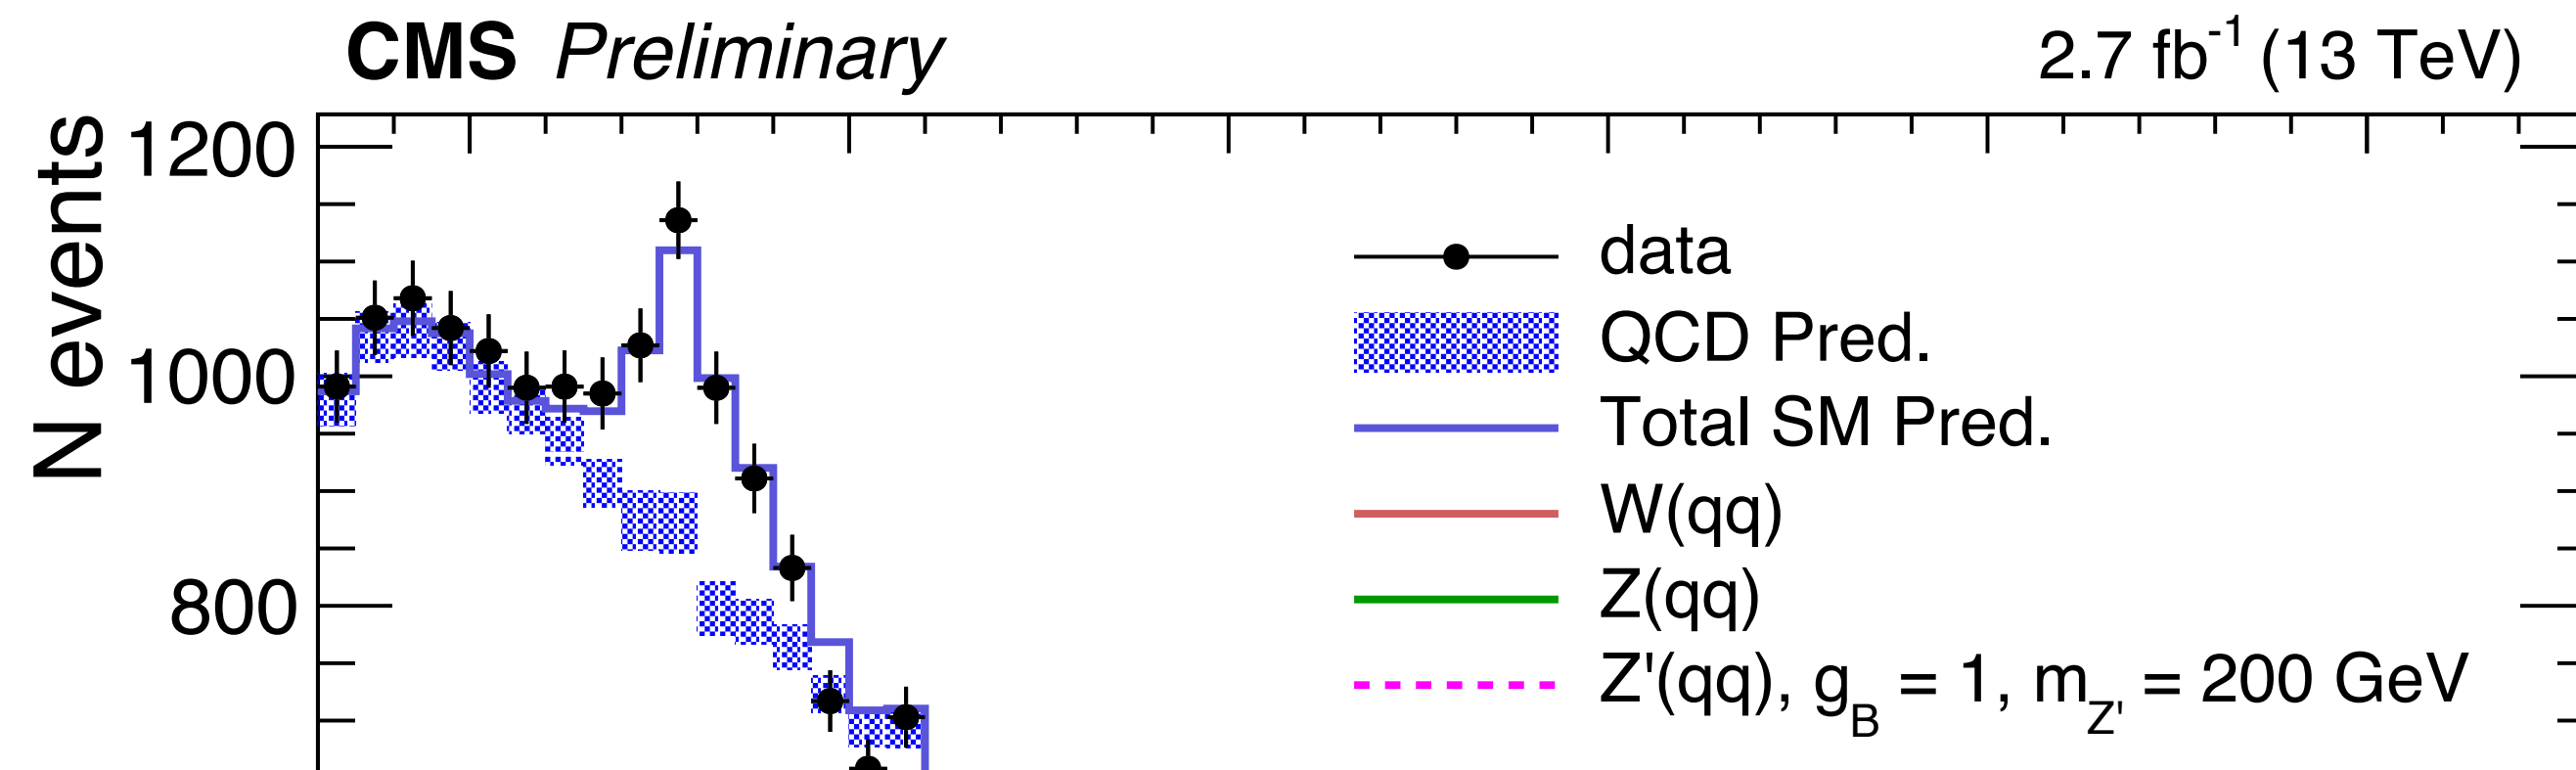 CMS Preliminary
2.7 fb-1 (13 TeV)
N events
1200
1000
800
data
QCD Pred.
Total SM Pred.
W(qq)
Z(qq)
Z'(qq), gB = 1, mZ' = 200 GeV